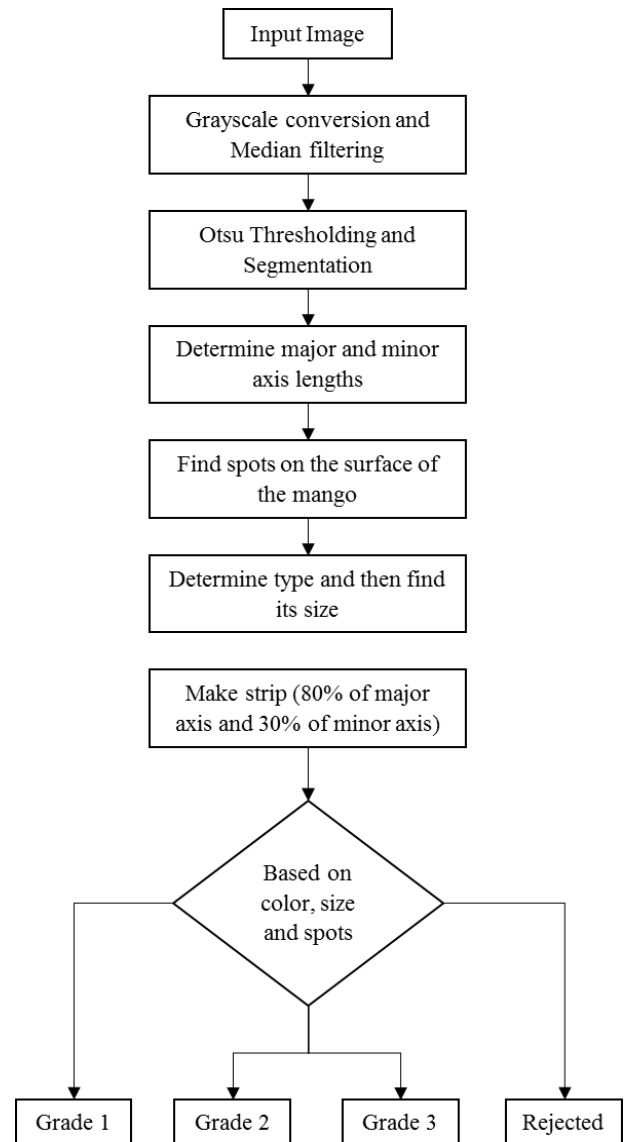 Input Image
Grayscale conversion and
Median filtering
Otsu Thresholding and
Segmentation
Determine major and minor
axis lengths
Find spots on the surface of
the mango
Determine type and then find
its size
Make strip (80% of major
axis and 30% of minor axis)
Based on
color, size
and spots
Grade 1
Grade 2
Grade 3
Rejected